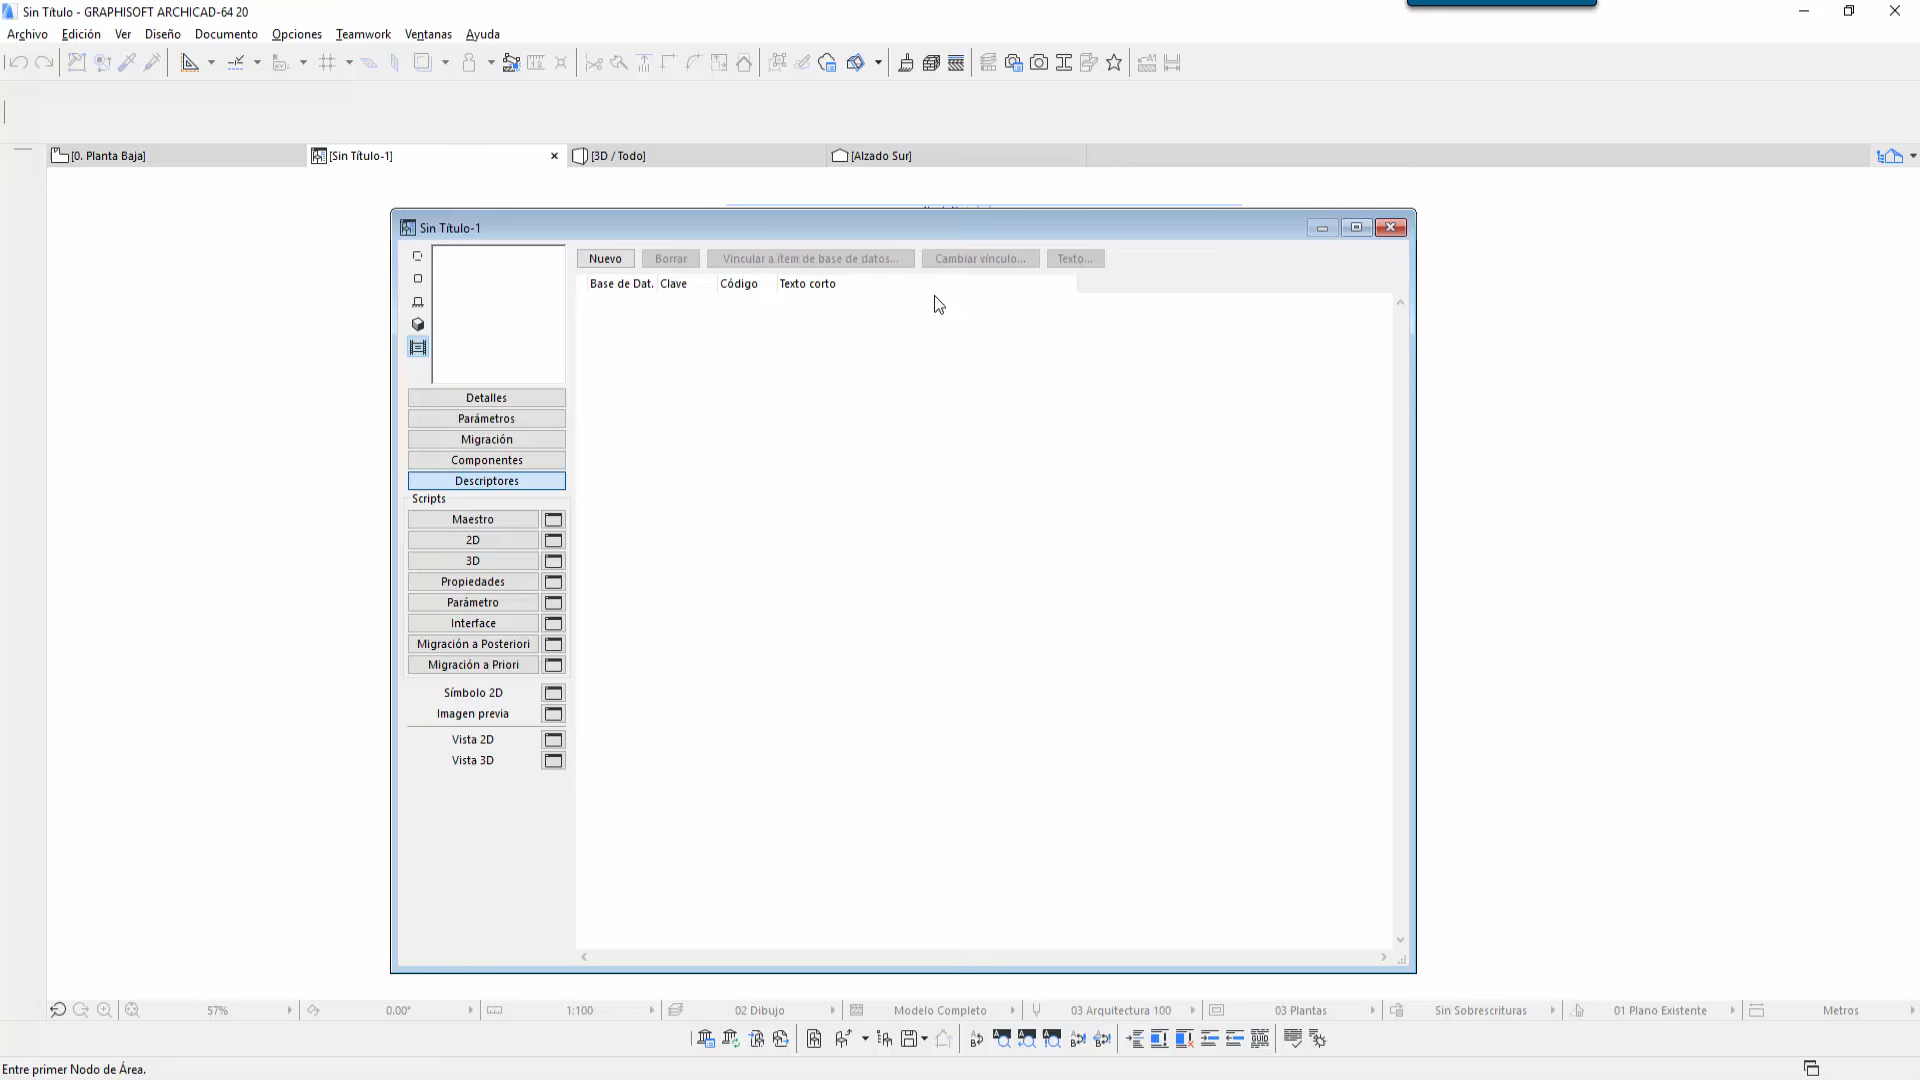 Sin Título - GRAPHISOFT ARCHICAD-64 20
Archivo Edición Ver Diseño Documento Opciones Teamwork Ventanas Ayuda
[0. Planta Baja] [Sin Título-1] [3D / Todo] [Alzado Sur]
Sin Título-1
Nuevo Borrar Vincular a ítem de base de datos... Cambiar vínculo... Texto...
Base de Dat. Clave Código Texto corto
Detalles
Parámetros
Migración
Componentes
Descriptores
Scripts
Maestro
2D
3D
Propiedades
Parámetro
Interface
Migración a Posteriori
Migración a Priori
Símbolo 2D
Imagen previa
Vista 2D
Vista 3D
57% 0.00° 1:100 02 Dibujo Modelo Completo 03 Arquitectura 100 03 Plantas Sin Sobrescrituras 01 Plano Existente Metros
GUID
Entre primer Nodo de Área.